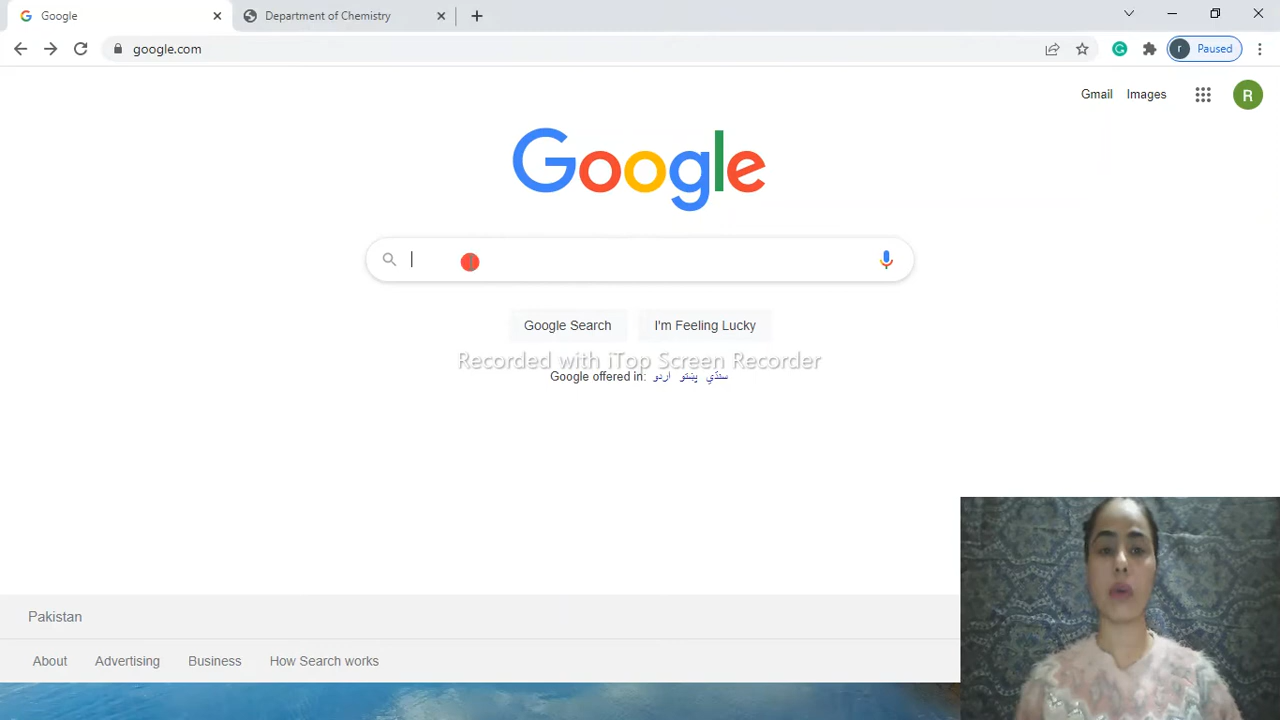 Google
Department of Chemistry
google.com
r Paused
Gmail Images
R
Google
Google Search I'm Feeling Lucky
Recorded with iTop Screen Recorder
Google offered in: اردو پښتو سنڌي
Pakistan
About Advertising Business How Search works